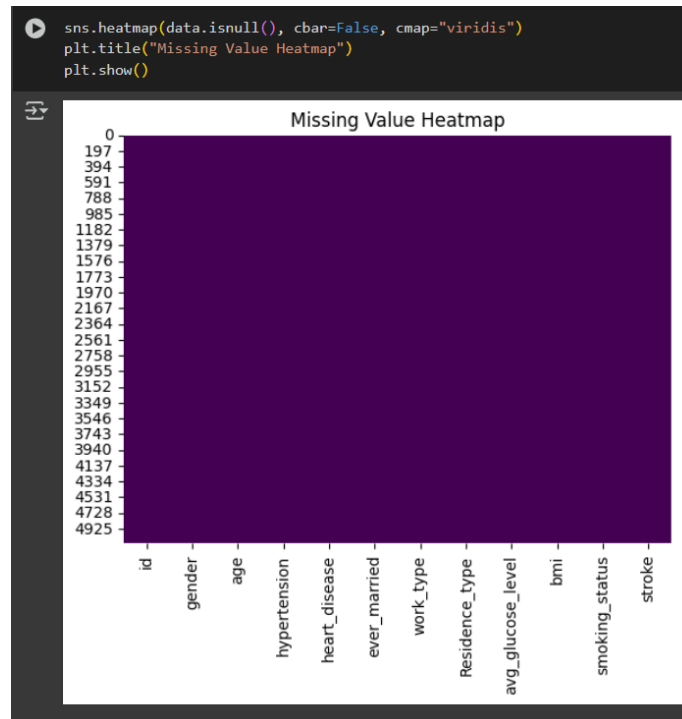 sns.heatmap(data.isnull(), cbar=False, cmap="viridis")
plt.title("Missing Value Heatmap")
plt.show()
Missing Value Heatmap
0
197
394
591
788
985
1182
1379
1576
1773
1970
2167
2364
2561
2758
2955
3152
3349
3546
3743
3940
4137
4334
4531
4728
4925
id
gender
age
hypertension
heart_disease
ever_married
work_type
Residence_type
avg_glucose_level
bmi
smoking_status
stroke